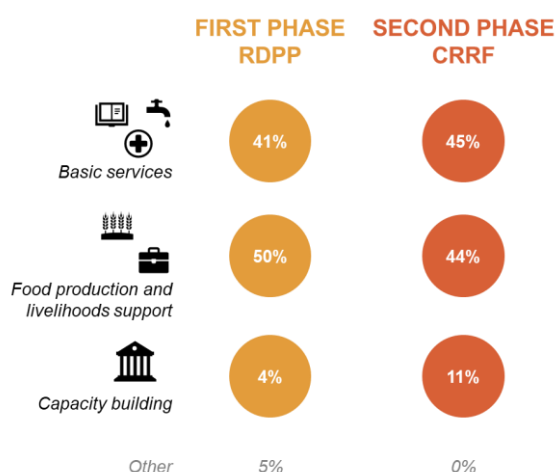 FIRST PHASE
RDPP
SECOND PHASE
CRRF
Basic services
41%
45%
Food production and
livelihoods support
50%
44%
Capacity building
4%
11%
Other
5%
0%